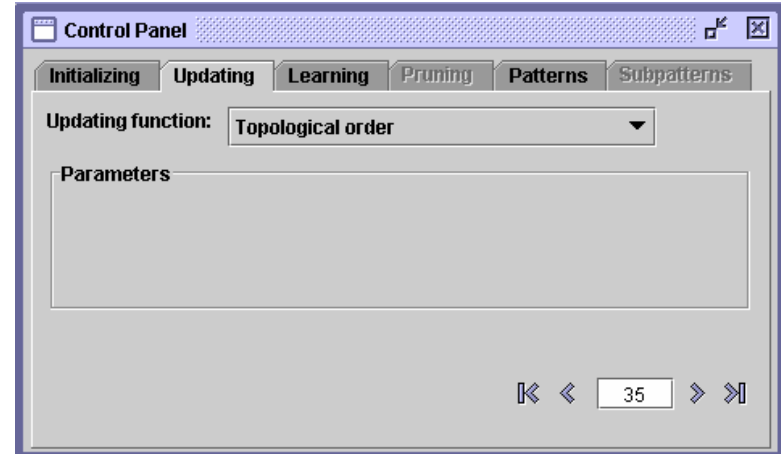 Control Panel
Initializing Updating Learning Pruning Patterns Subpatterns
Updating function: Topological order
Parameters
35